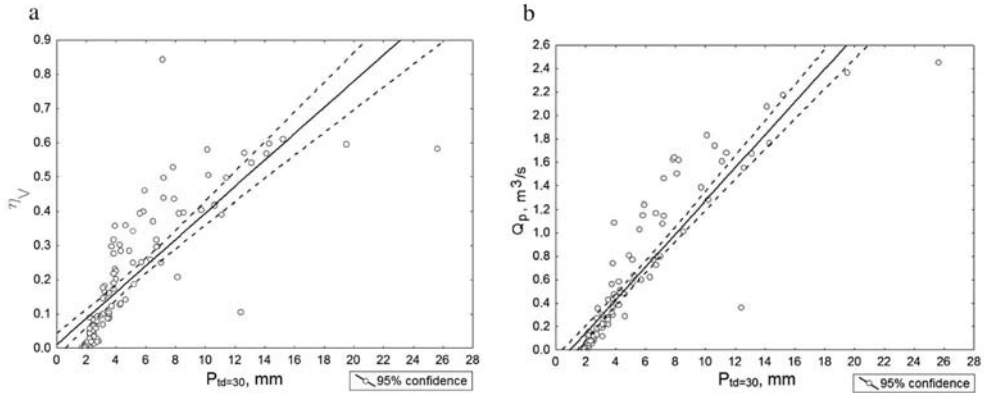 a
0.9
0.8
0.7
0.6
0.5
0.4
0.3
0.2
0.1
0.0
ηV
0 2 4 6 8 10 12 14 16 18 20 22 24 26 28
Ptd=30, mm
95% confidence
b
2.6
2.4
2.2
2.0
1.8
1.6
1.4
1.2
1.0
0.8
0.6
0.4
0.2
0.0
Qp, m³/s
0 2 4 6 8 10 12 14 16 18 20 22 24 26 28
Ptd=30, mm
95% confidence